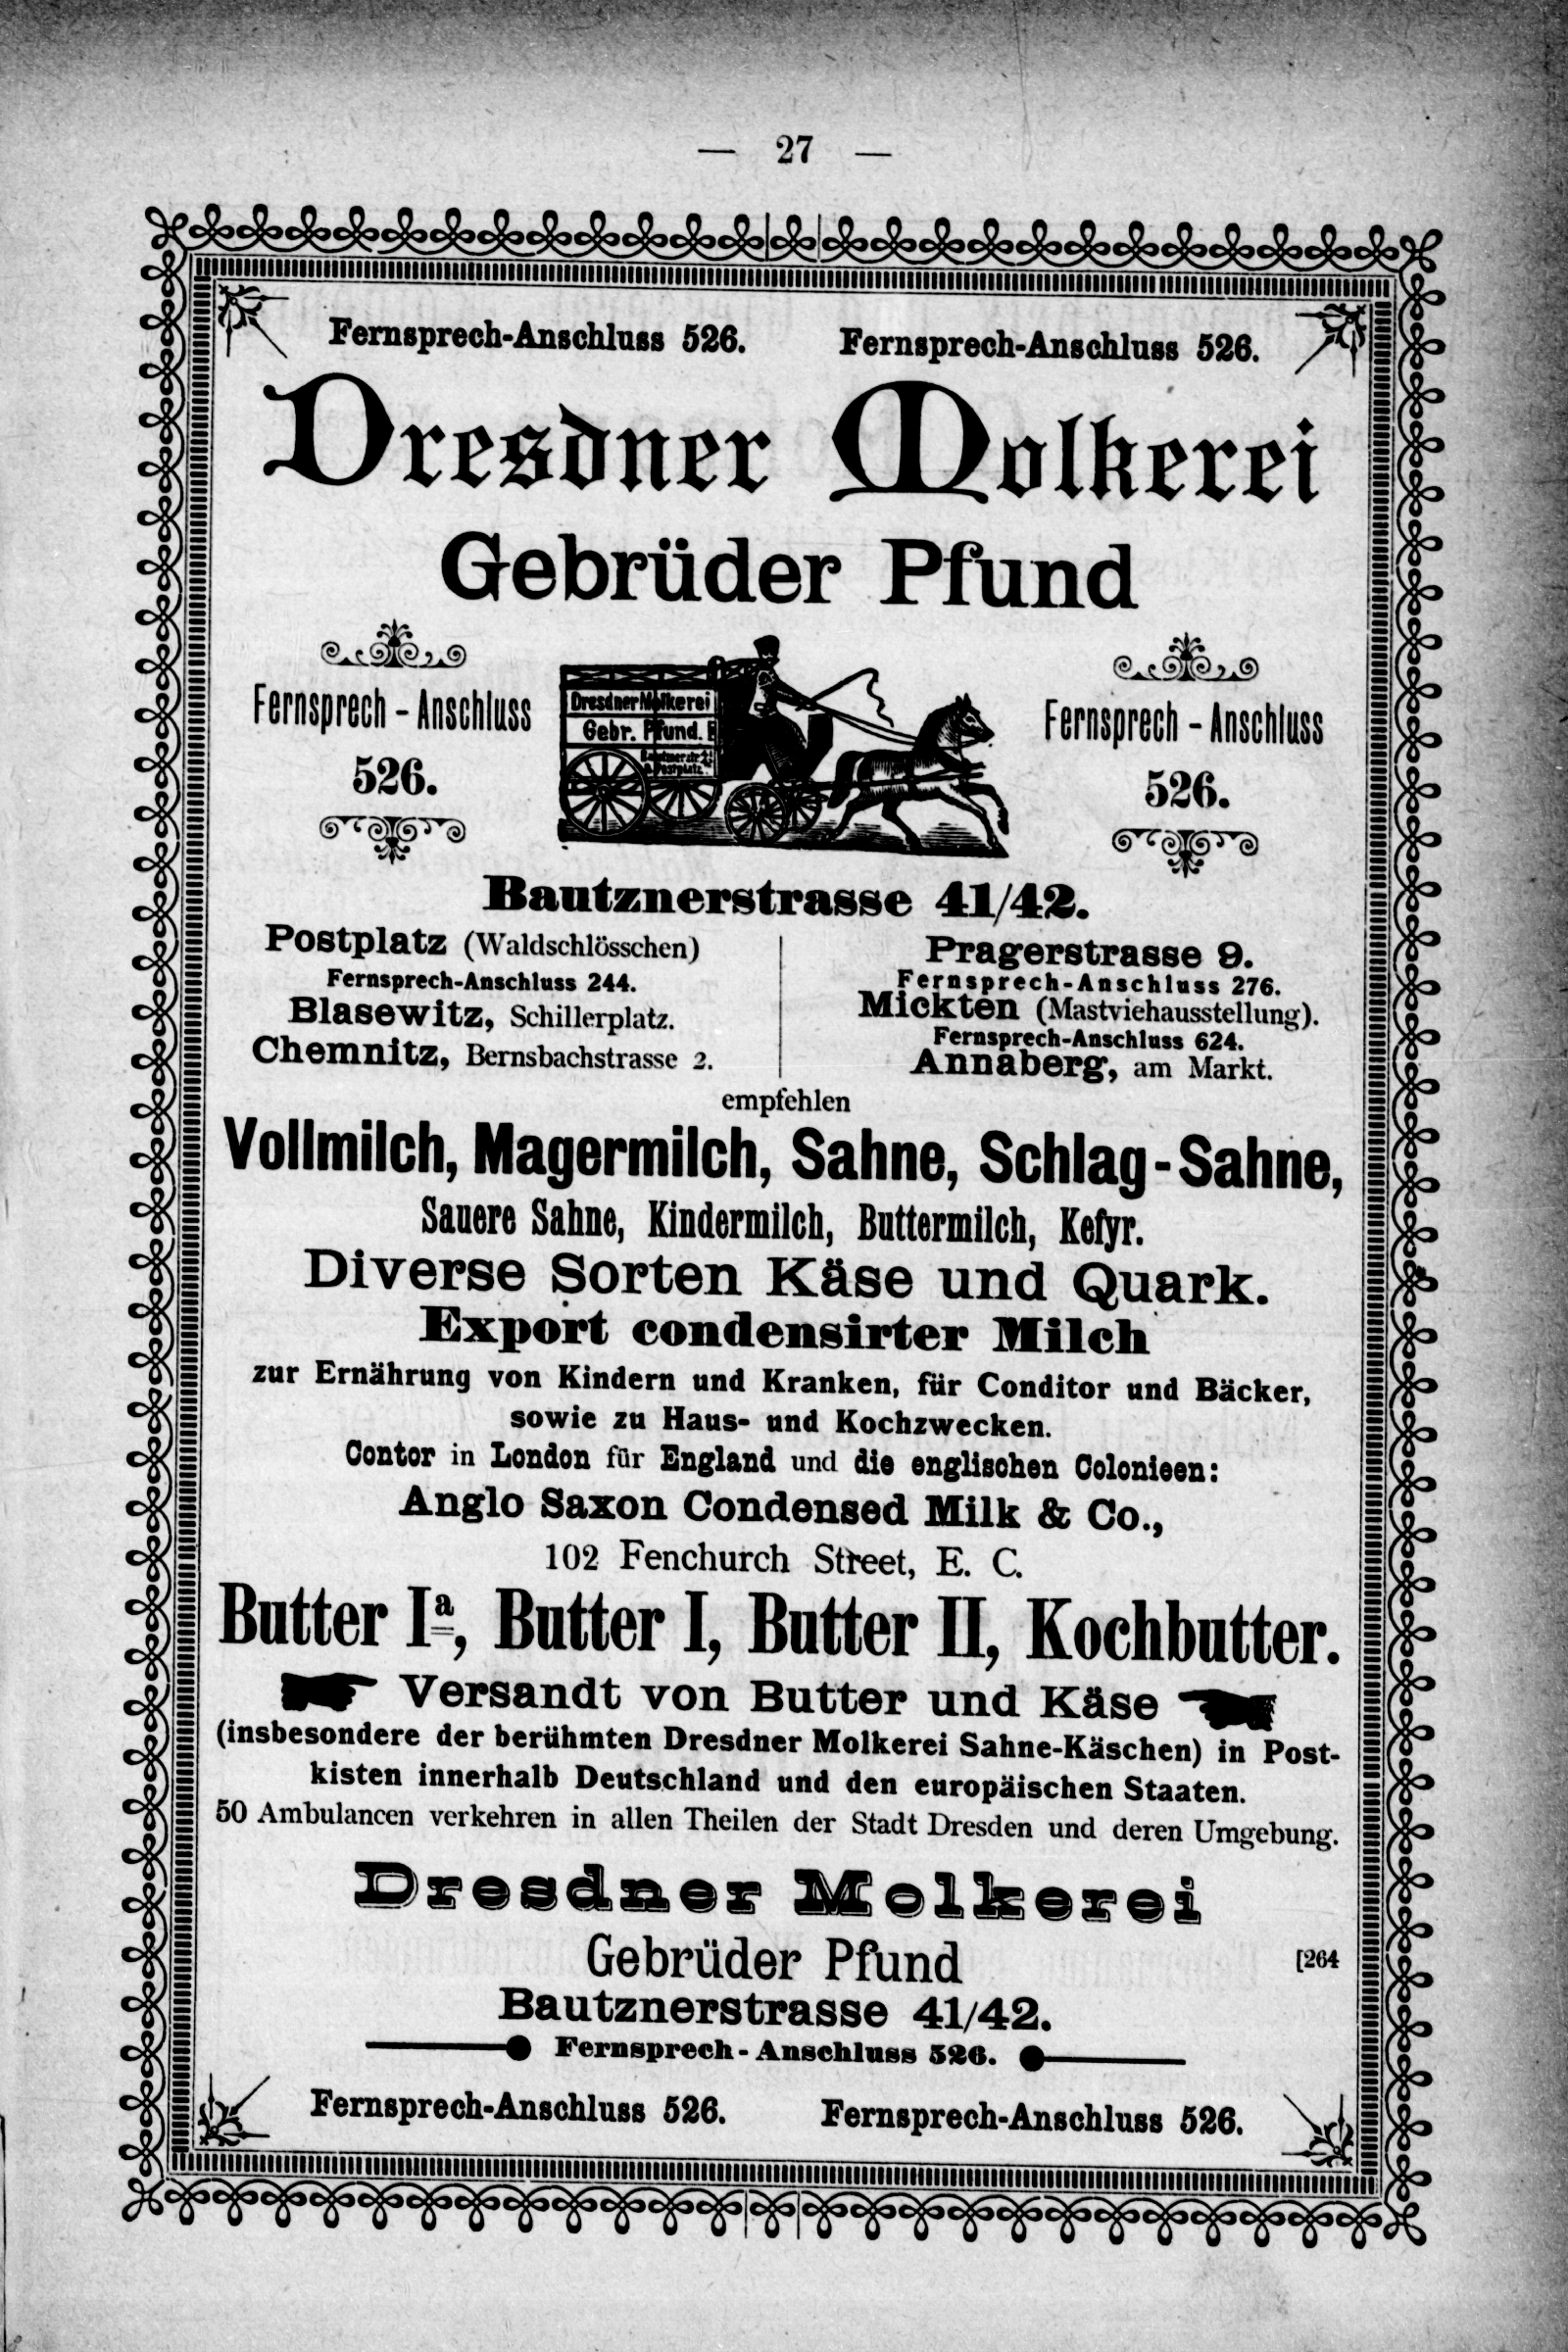 — 27 —
Fernsprech-Anschluss 526. Fernsprech-Anschluss 526.
Dresdner Molkerei
Gebrüder Pfund
Fernsprech - Anschluss
526.
Dresdner Molkerei
Gebr. Pfund.
Postplatz
Fernsprech - Anschluss
526.
Bautznerstrasse 41/42.
Postplatz (Waldschlösschen)
Fernsprech-Anschluss 244.
Blasewitz, Schillerplatz.
Chemnitz, Bernsbachstrasse 2.
Pragerstrasse 9.
Fernsprech-Anschluss 276.
Mickten (Mastviehausstellung).
Fernsprech-Anschluss 624.
Annaberg, am Markt.
empfehlen
Vollmilch, Magermilch, Sahne, Schlag-Sahne,
Sauere Sahne, Kindermilch, Buttermilch, Kefyr.
Diverse Sorten Käse und Quark.
Export condensirter Milch
zur Ernährung von Kindern und Kranken, für Conditor und Bäcker,
sowie zu Haus- und Kochzwecken.
Contor in London für England und die englischen Colonieen:
Anglo Saxon Condensed Milk & Co.,
102 Fenchurch Street, E. C.
Butter Iª, Butter I, Butter II, Kochbutter.
Versandt von Butter und Käse
(insbesondere der berühmten Dresdner Molkerei Sahne-Käschen) in Post-
kisten innerhalb Deutschland und den europäischen Staaten.
50 Ambulancen verkehren in allen Theilen der Stadt Dresden und deren Umgebung.
Dresdner Molkerei
Gebrüder Pfund
[264
Bautznerstrasse 41/42.
Fernsprech-Anschluss 526.
Fernsprech-Anschluss 526. Fernsprech-Anschluss 526.